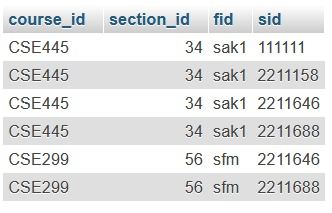 course_id section_id fid sid
CSE445 34 sak1 111111
CSE445 34 sak1 2211158
CSE445 34 sak1 2211646
CSE445 34 sak1 2211688
CSE299 56 sfm 2211646
CSE299 56 sfm 2211688